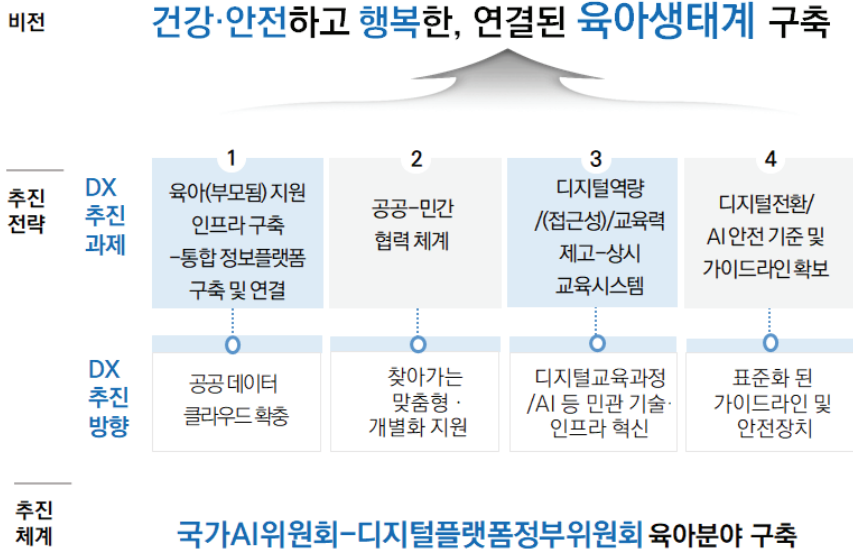 비전
건강·안전하고 행복한, 연결된 육아생태계 구축
추진
전략
DX
추진
과제
1
육아(부모됨) 지원
인프라 구축
-통합 정보플랫폼
구축 및 연결
2
공공-민간
협력 체계
3
디지털역량
/(접근성)/교육력
제고-상시
교육시스템
4
디지털전환/
AI 안전 기준 및
가이드라인 확보
DX
추진
방향
공공 데이터
클라우드 확충
찾아가는
맞춤형·
개별화 지원
디지털교육과정
/AI 등 민관 기술·
인프라 혁신
표준화 된
가이드라인 및
안전장치
추진
체계
국가AI위원회-디지털플랫폼정부위원회 육아분야 구축